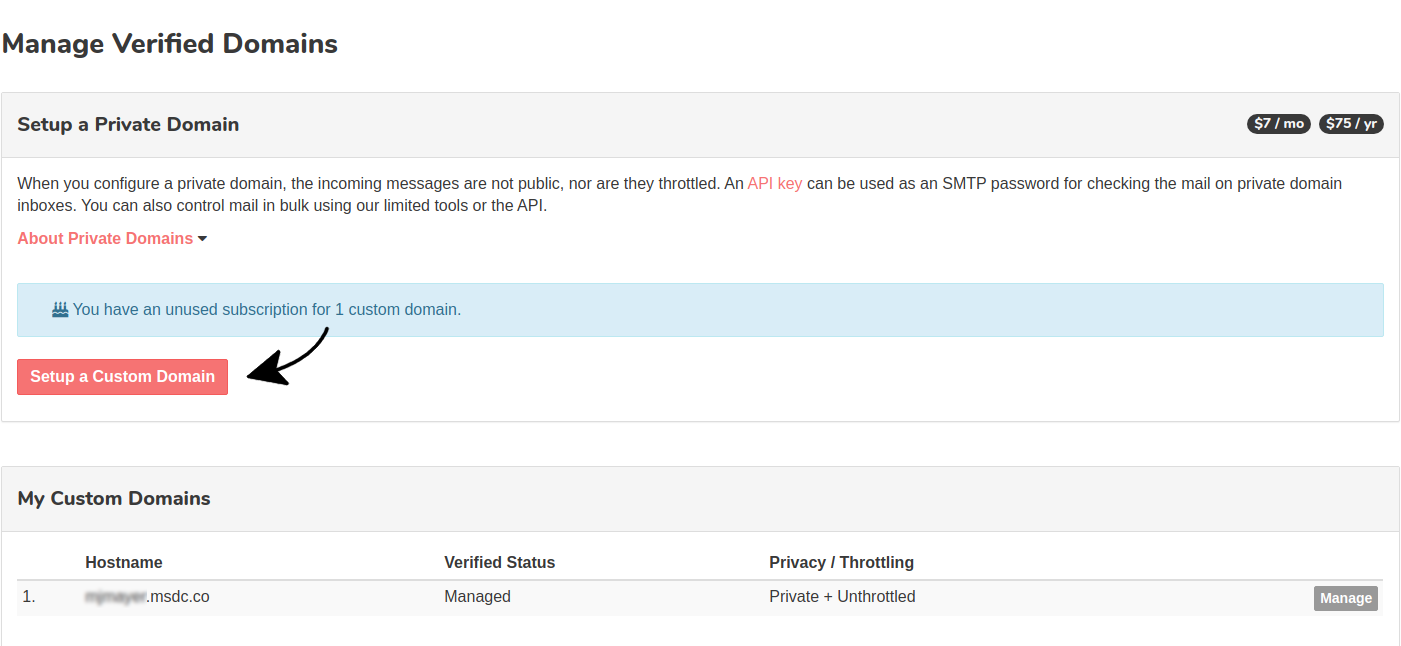 Manage Verified Domains
Setup a Private Domain
$7 / mo
$75 / yr
When you configure a private domain, the incoming messages are not public, nor are they throttled. An API key can be used as an SMTP password for checking the mail on private domain
inboxes. You can also control mail in bulk using our limited tools or the API.
About Private Domains
You have an unused subscription for 1 custom domain.
Setup a Custom Domain
My Custom Domains
Hostname Verified Status Privacy / Throttling
1. .msdc.co Managed Private + Unthrottled Manage